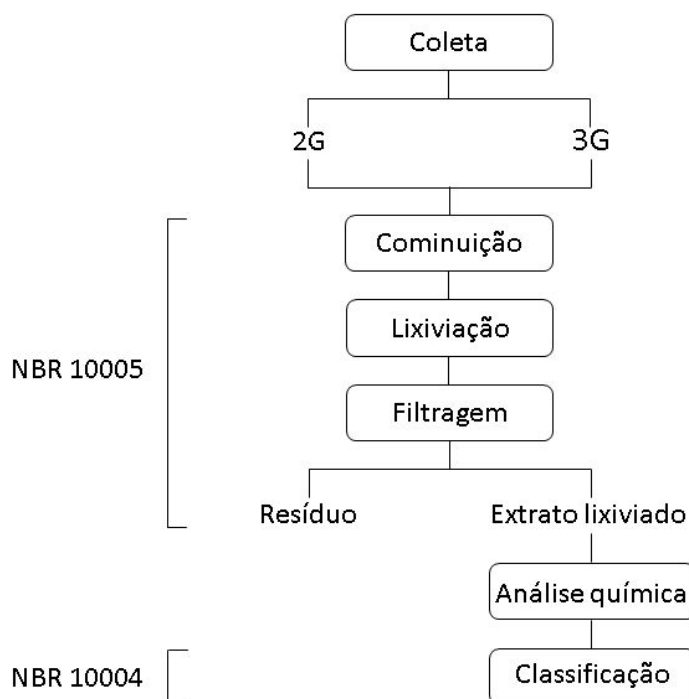 Coleta
2G
3G
Cominuição
Lixiviação
NBR 10005
Filtragem
Resíduo
Extrato lixiviado
Análise química
NBR 10004
Classificação